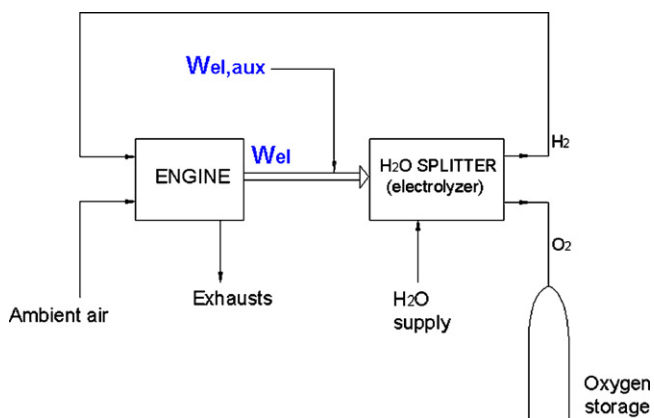 Wel,aux
H2
Wel
ENGINE
H2O SPLITTER
(electrolyzer)
O2
Ambient air
Exhausts
H2O
supply
Oxygen
storage